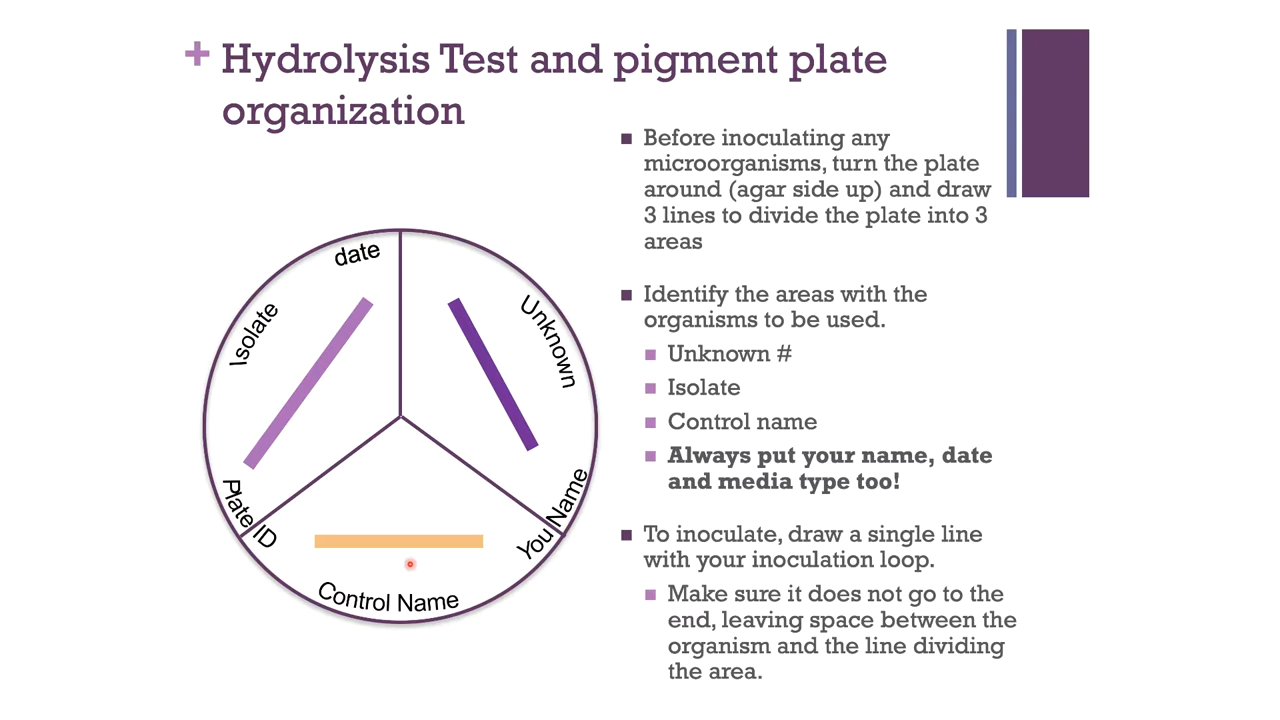 + Hydrolysis Test and pigment plate
organization
Before inoculating any
microorganisms, turn the plate
around (agar side up) and draw
3 lines to divide the plate into 3
areas
Identify the areas with the
organisms to be used.
Unknown #
Isolate
Control name
Always put your name, date
and media type too!
To inoculate, draw a single line
with your inoculation loop.
Make sure it does not go to the
end, leaving space between the
organism and the line dividing
the area.
date
Isolate
Unknown
Plate ID
You Name
Control Name